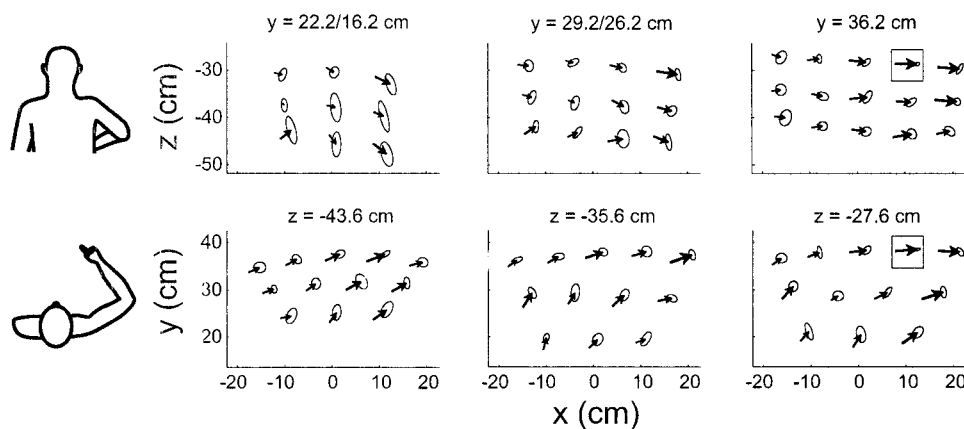 y = 22.2/16.2 cm
y = 29.2/26.2 cm
y = 36.2 cm
z (cm)
-30
-40
-50
z = -43.6 cm
z = -35.6 cm
z = -27.6 cm
y (cm)
40
30
20
-20 -10 0 10 20
-20 -10 0 10 20
-20 -10 0 10 20
x (cm)